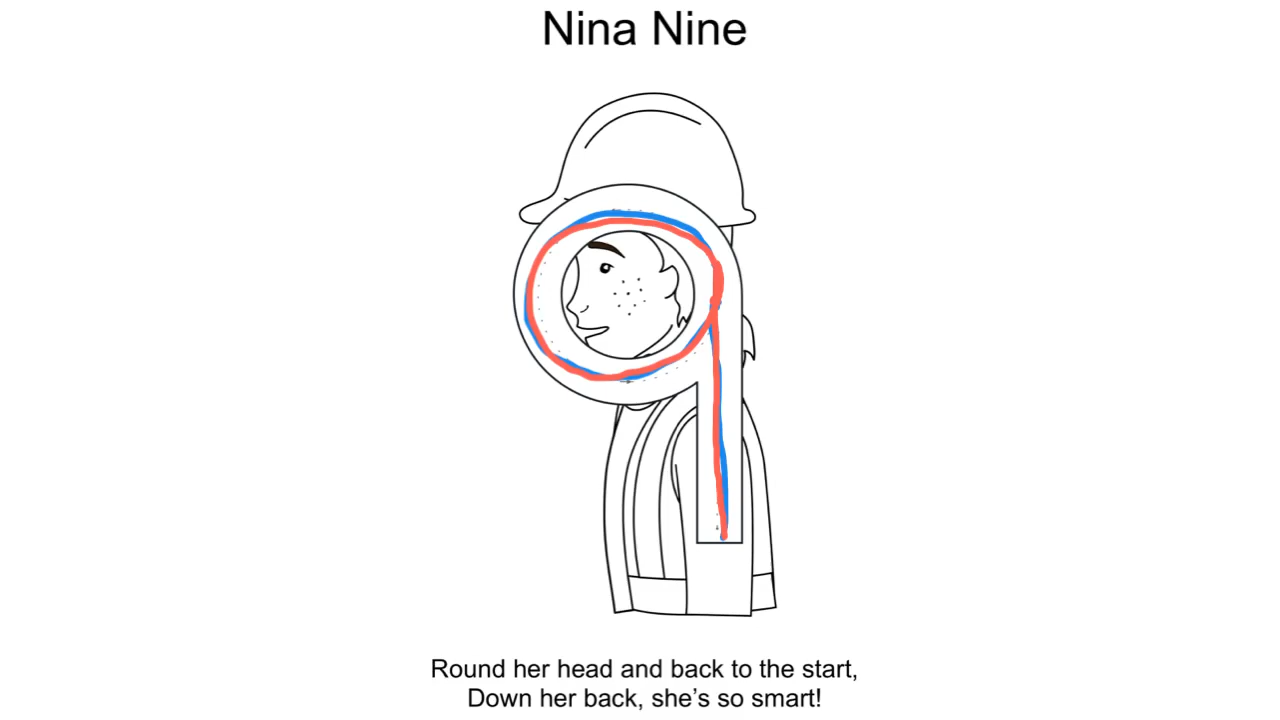 Nina Nine
Round her head and back to the start,
Down her back, she's so smart!